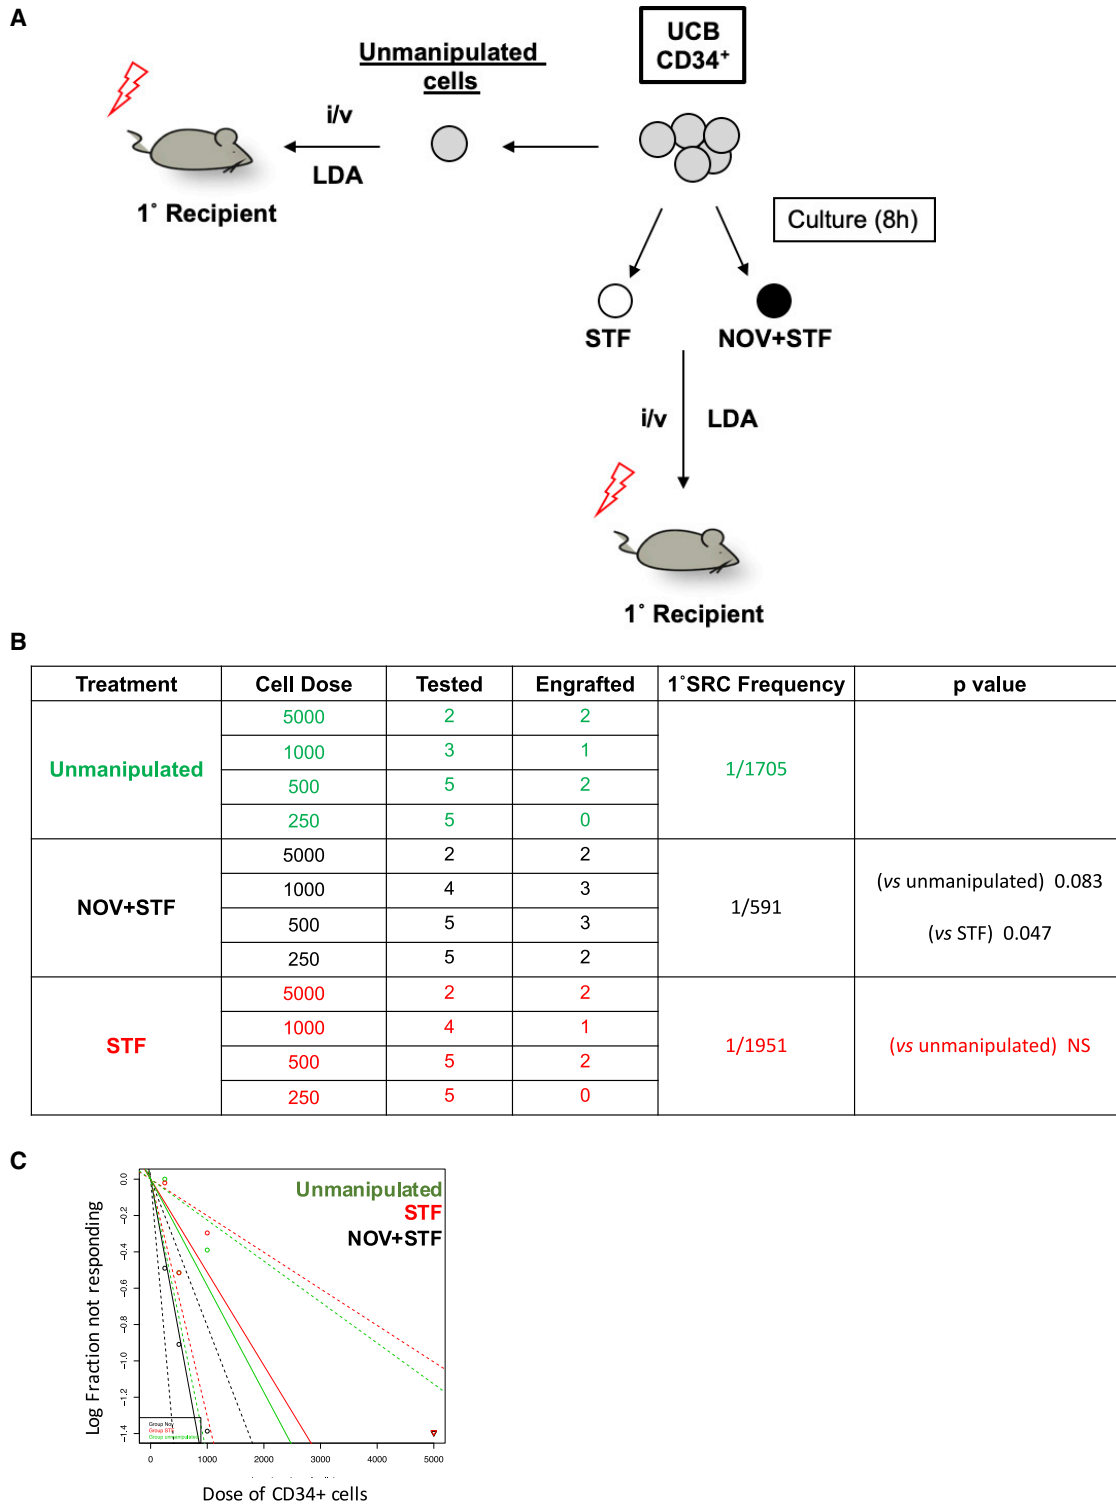 A
UCB
CD34+
Unmanipulated
cells
i/v
LDA
1˚ Recipient
Culture (8h)
STF
NOV+STF
i/v
LDA
1˚ Recipient
B
Treatment Cell Dose Tested Engrafted 1˚SRC Frequency p value
Unmanipulated
5000 2 2
1000 3 1
500 5 2
250 5 0
1/1705
NOV+STF
5000 2 2
1000 4 3
500 5 3
250 5 2
1/591
(vs unmanipulated) 0.083
(vs STF) 0.047
STF
5000 2 2
1000 4 1
500 5 2
250 5 0
1/1951
(vs unmanipulated) NS
C
Unmanipulated
STF
NOV+STF
Log Fraction not responding
0.0
−0.2
−0.4
−0.6
−0.8
−1.0
−1.2
−1.4
Group Nov
Group STF
Group unmanipulated
0 1000 2000 3000 4000 5000
Dose of CD34+ cells